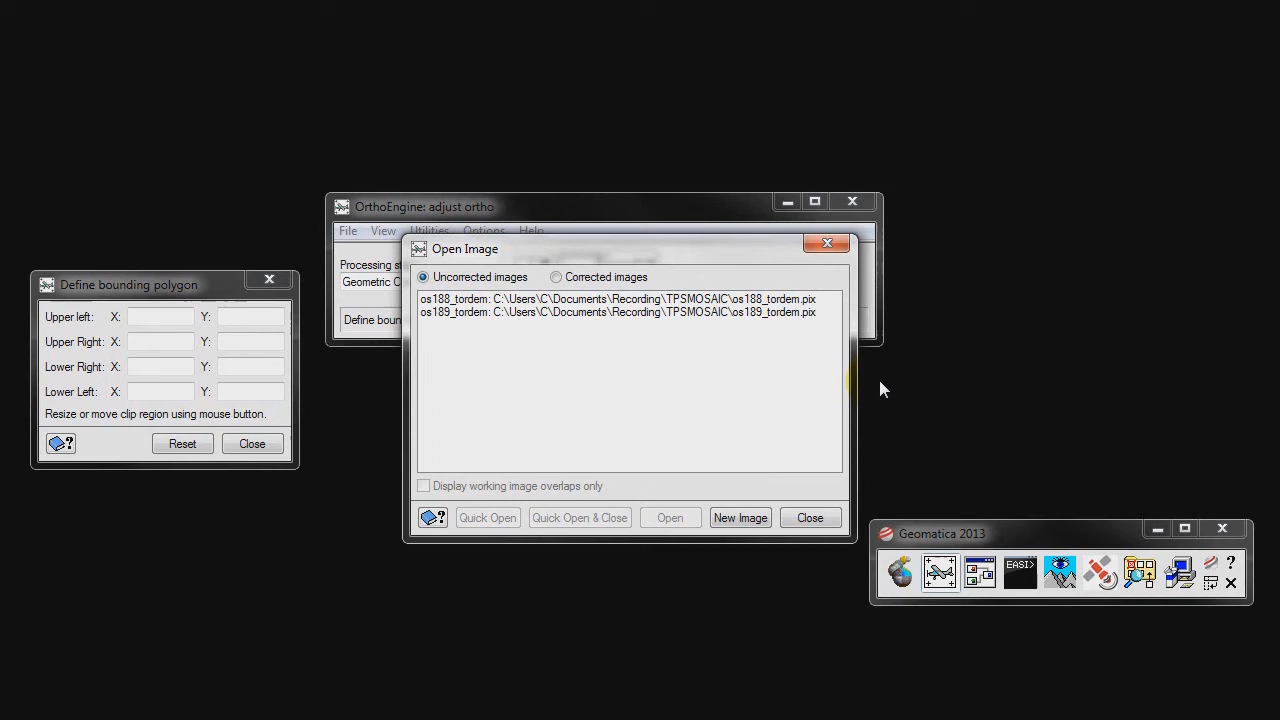 OrthoEngine: adjust ortho
File View Utilities Options Help
Processing st
Geometric C
Define boun
Open Image
Uncorrected images
Corrected images
os188_tordem: C:\Users\C\Documents\Recording\TPSMOSAIC\os188_tordem.pix
os189_tordem: C:\Users\C\Documents\Recording\TPSMOSAIC\os189_tordem.pix
Display working image overlaps only
Quick Open
Quick Open & Close
Open
New Image
Close
Define bounding polygon
Upper left: X: Y:
Upper Right: X: Y:
Lower Right: X: Y:
Lower Left: X: Y:
Resize or move clip region using mouse button.
?
Reset
Close
Geomatica 2013
EASI>